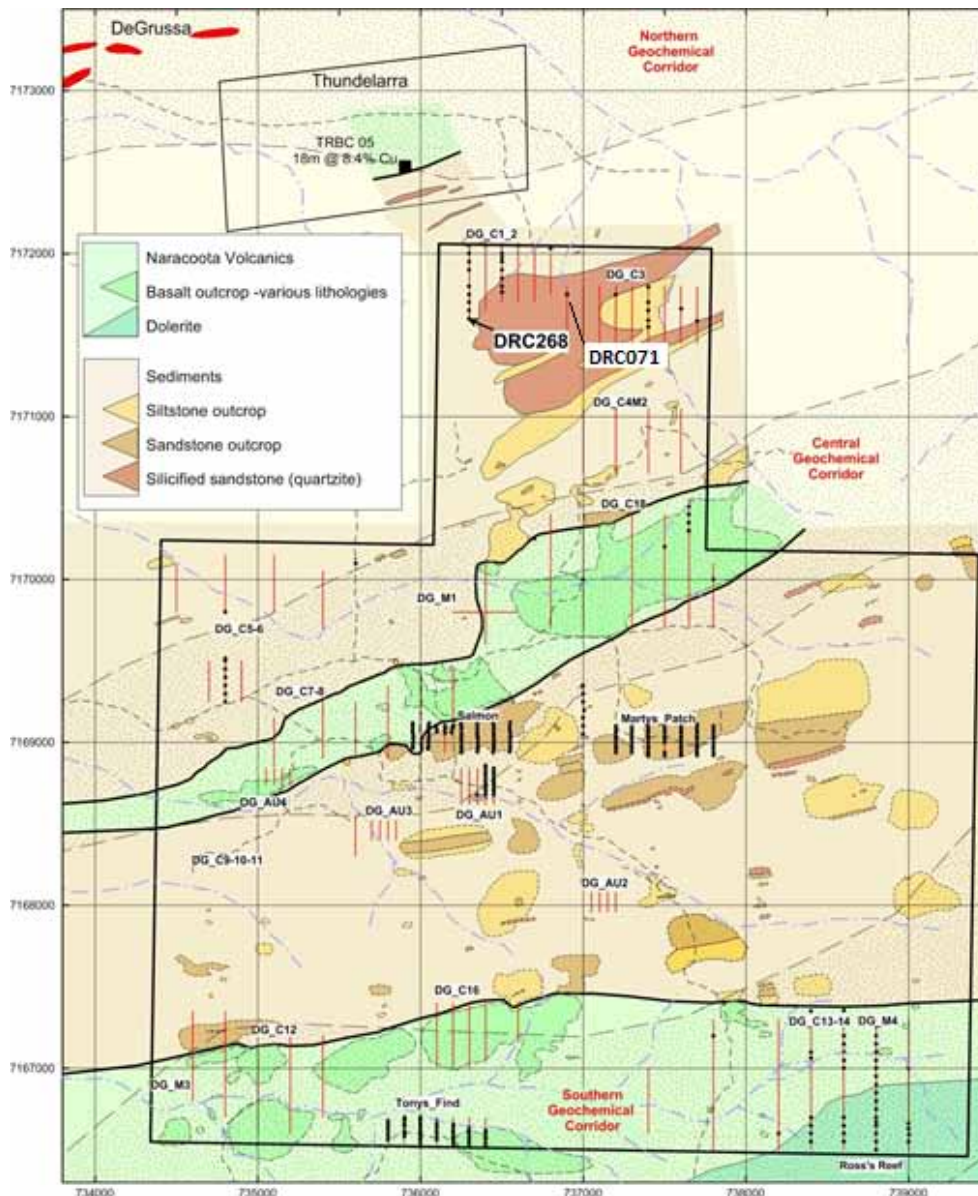 DeGrussa
Northern
Geochemical
Corridor
7173000
Thundelarra
TRBC 05
18m @ 8.4% Cu
7172000
DG_C1_2
DG_C3
Naracoota Volcanics
Basalt outcrop -various lithologies
Dolerite
DRC268
DRC071
Sediments
Siltstone outcrop
Sandstone outcrop
Silicified sandstone (quartzite)
7171000
DG_C4M2
Central
Geochemical
Corridor
DG_C18
7170000
DG_M1
DG_C5-6
DG_C7-8
Salmon
Martys_Patch
7169000
DG_AU4
DG_AU3
DG_AU1
DG_C9-10-11
DG_AU2
7168000
DG_C16
DG_C12
DG_C13-14
DG_M4
7167000
DG_M3
Tonys_Find
Southern
Geochemical
Corridor
Ross's Reef
734000
735000
736000
737000
738000
739000